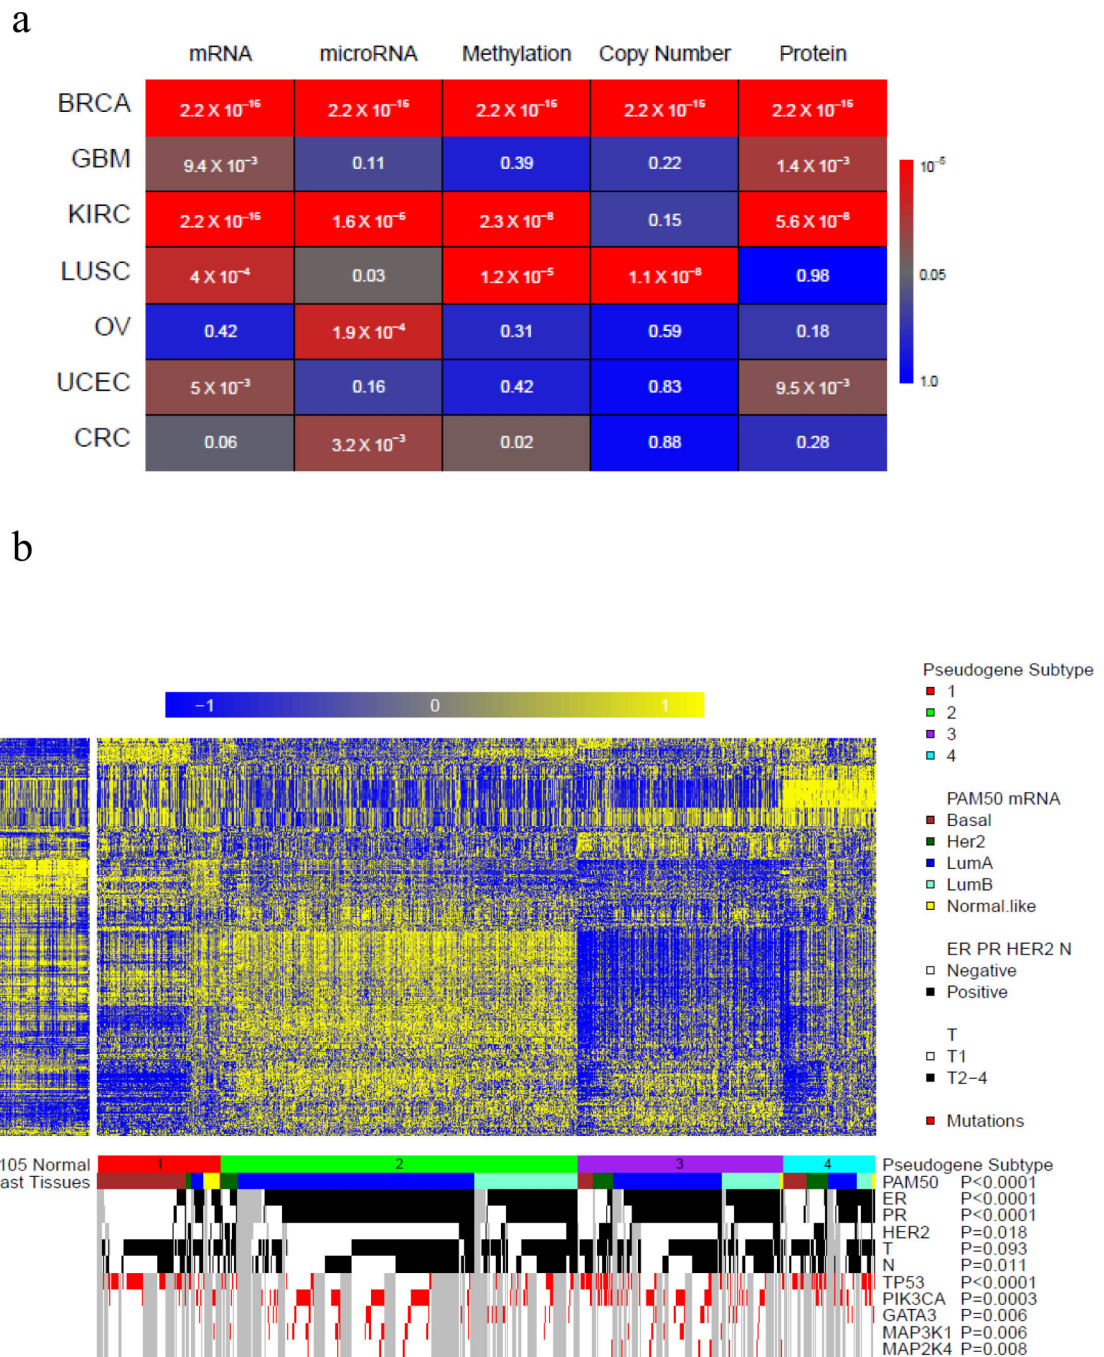 a
mRNA microRNA Methylation Copy Number Protein
BRCA 2.2 X 10⁻¹⁶ 2.2 X 10⁻¹⁶ 2.2 X 10⁻¹⁶ 2.2 X 10⁻¹⁶ 2.2 X 10⁻¹⁶
GBM 9.4 X 10⁻³ 0.11 0.39 0.22 1.4 X 10⁻³
10⁻⁵
KIRC 2.2 X 10⁻¹⁶ 1.6 X 10⁻⁶ 2.3 X 10⁻⁸ 0.15 5.6 X 10⁻⁸
LUSC 4 X 10⁻⁴ 0.03 1.2 X 10⁻⁵ 1.1 X 10⁻⁸ 0.98
0.05
OV 0.42 1.9 X 10⁻⁴ 0.31 0.59 0.18
UCEC 5 X 10⁻³ 0.16 0.42 0.83 9.5 X 10⁻³
1.0
CRC 0.06 3.2 X 10⁻³ 0.02 0.88 0.28
b
−1 0 1
Pseudogene Subtype
1
2
3
4
PAM50 mRNA
Basal
Her2
LumA
LumB
Normal.like
ER PR HER2 N
Negative
Positive
T
T1
T2−4
Mutations
105 Normal 1 2 3 4 Pseudogene Subtype
ast Tissues PAM50 P<0.0001
ER P<0.0001
PR P<0.0001
HER2 P=0.018
T P=0.093
N P=0.011
TP53 P<0.0001
PIK3CA P=0.0003
GATA3 P=0.006
MAP3K1 P=0.006
MAP2K4 P=0.008